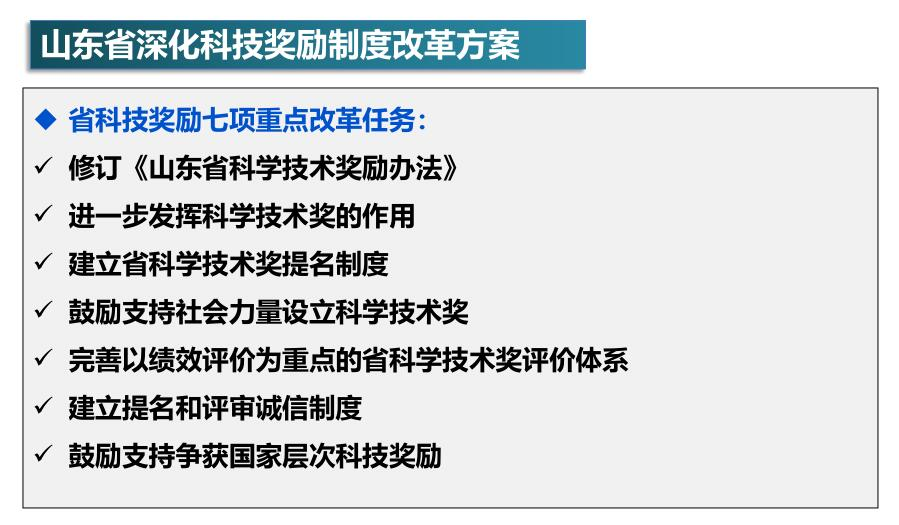 山东省深化科技奖励制度改革方案
◆ 省科技奖励七项重点改革任务：
✓ 修订《山东省科学技术奖励办法》
✓ 进一步发挥科学技术奖的作用
✓ 建立省科学技术奖提名制度
✓ 鼓励支持社会力量设立科学技术奖
✓ 完善以绩效评价为重点的省科学技术奖评价体系
✓ 建立提名和评审诚信制度
✓ 鼓励支持争获国家层次科技奖励